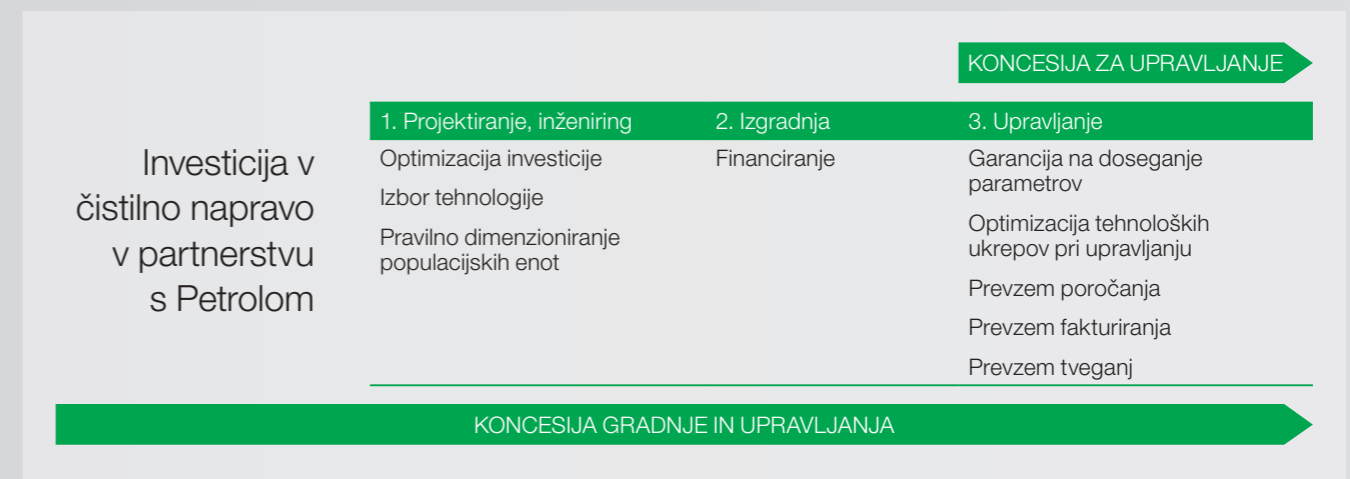 KONCESIJA ZA UPRAVLJANJE
Investicija v
čistilno napravo
v partnerstvu
s Petrolom
1. Projektiranje, inženiring
Optimizacija investicije
Izbor tehnologije
Pravilno dimenzioniranje
populacijskih enot
2. Izgradnja
Financiranje
3. Upravljanje
Garancija na doseganje
parametrov
Optimizacija tehnoloških
ukrepov pri upravljanju
Prevzem poročanja
Prevzem fakturiranja
Prevzem tveganj
KONCESIJA GRADNJE IN UPRAVLJANJA